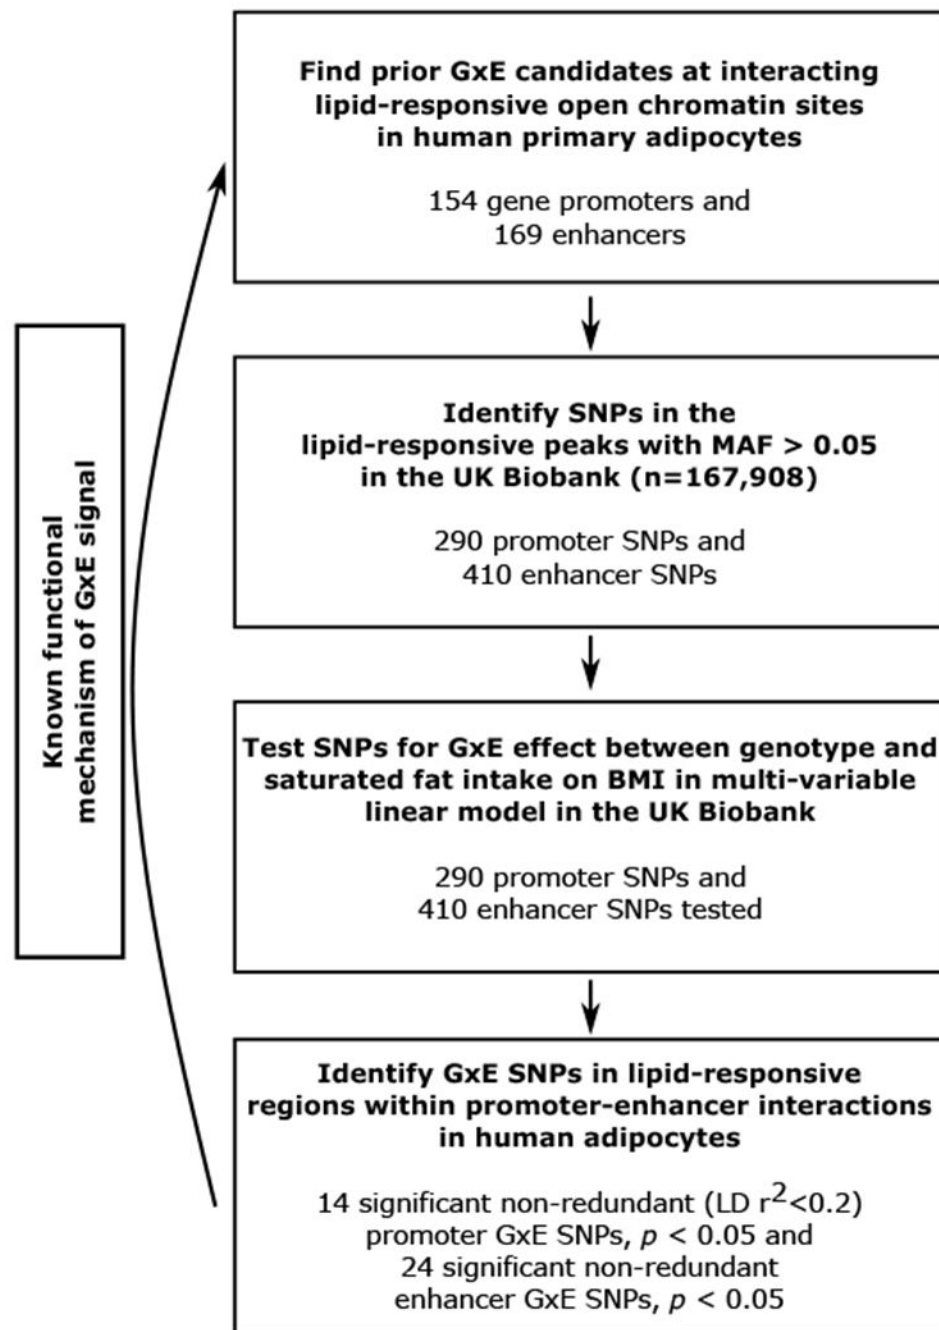 Find prior GxE candidates at interacting
lipid-responsive open chromatin sites
in human primary adipocytes
154 gene promoters and
169 enhancers
Identify SNPs in the
lipid-responsive peaks with MAF > 0.05
in the UK Biobank (n=167,908)
290 promoter SNPs and
410 enhancer SNPs
Known functional
mechanism of GxE signal
Test SNPs for GxE effect between genotype and
saturated fat intake on BMI in multi-variable
linear model in the UK Biobank
290 promoter SNPs and
410 enhancer SNPs tested
Identify GxE SNPs in lipid-responsive
regions within promoter-enhancer interactions
in human adipocytes
14 significant non-redundant (LD r²<0.2)
promoter GxE SNPs, p < 0.05 and
24 significant non-redundant
enhancer GxE SNPs, p < 0.05